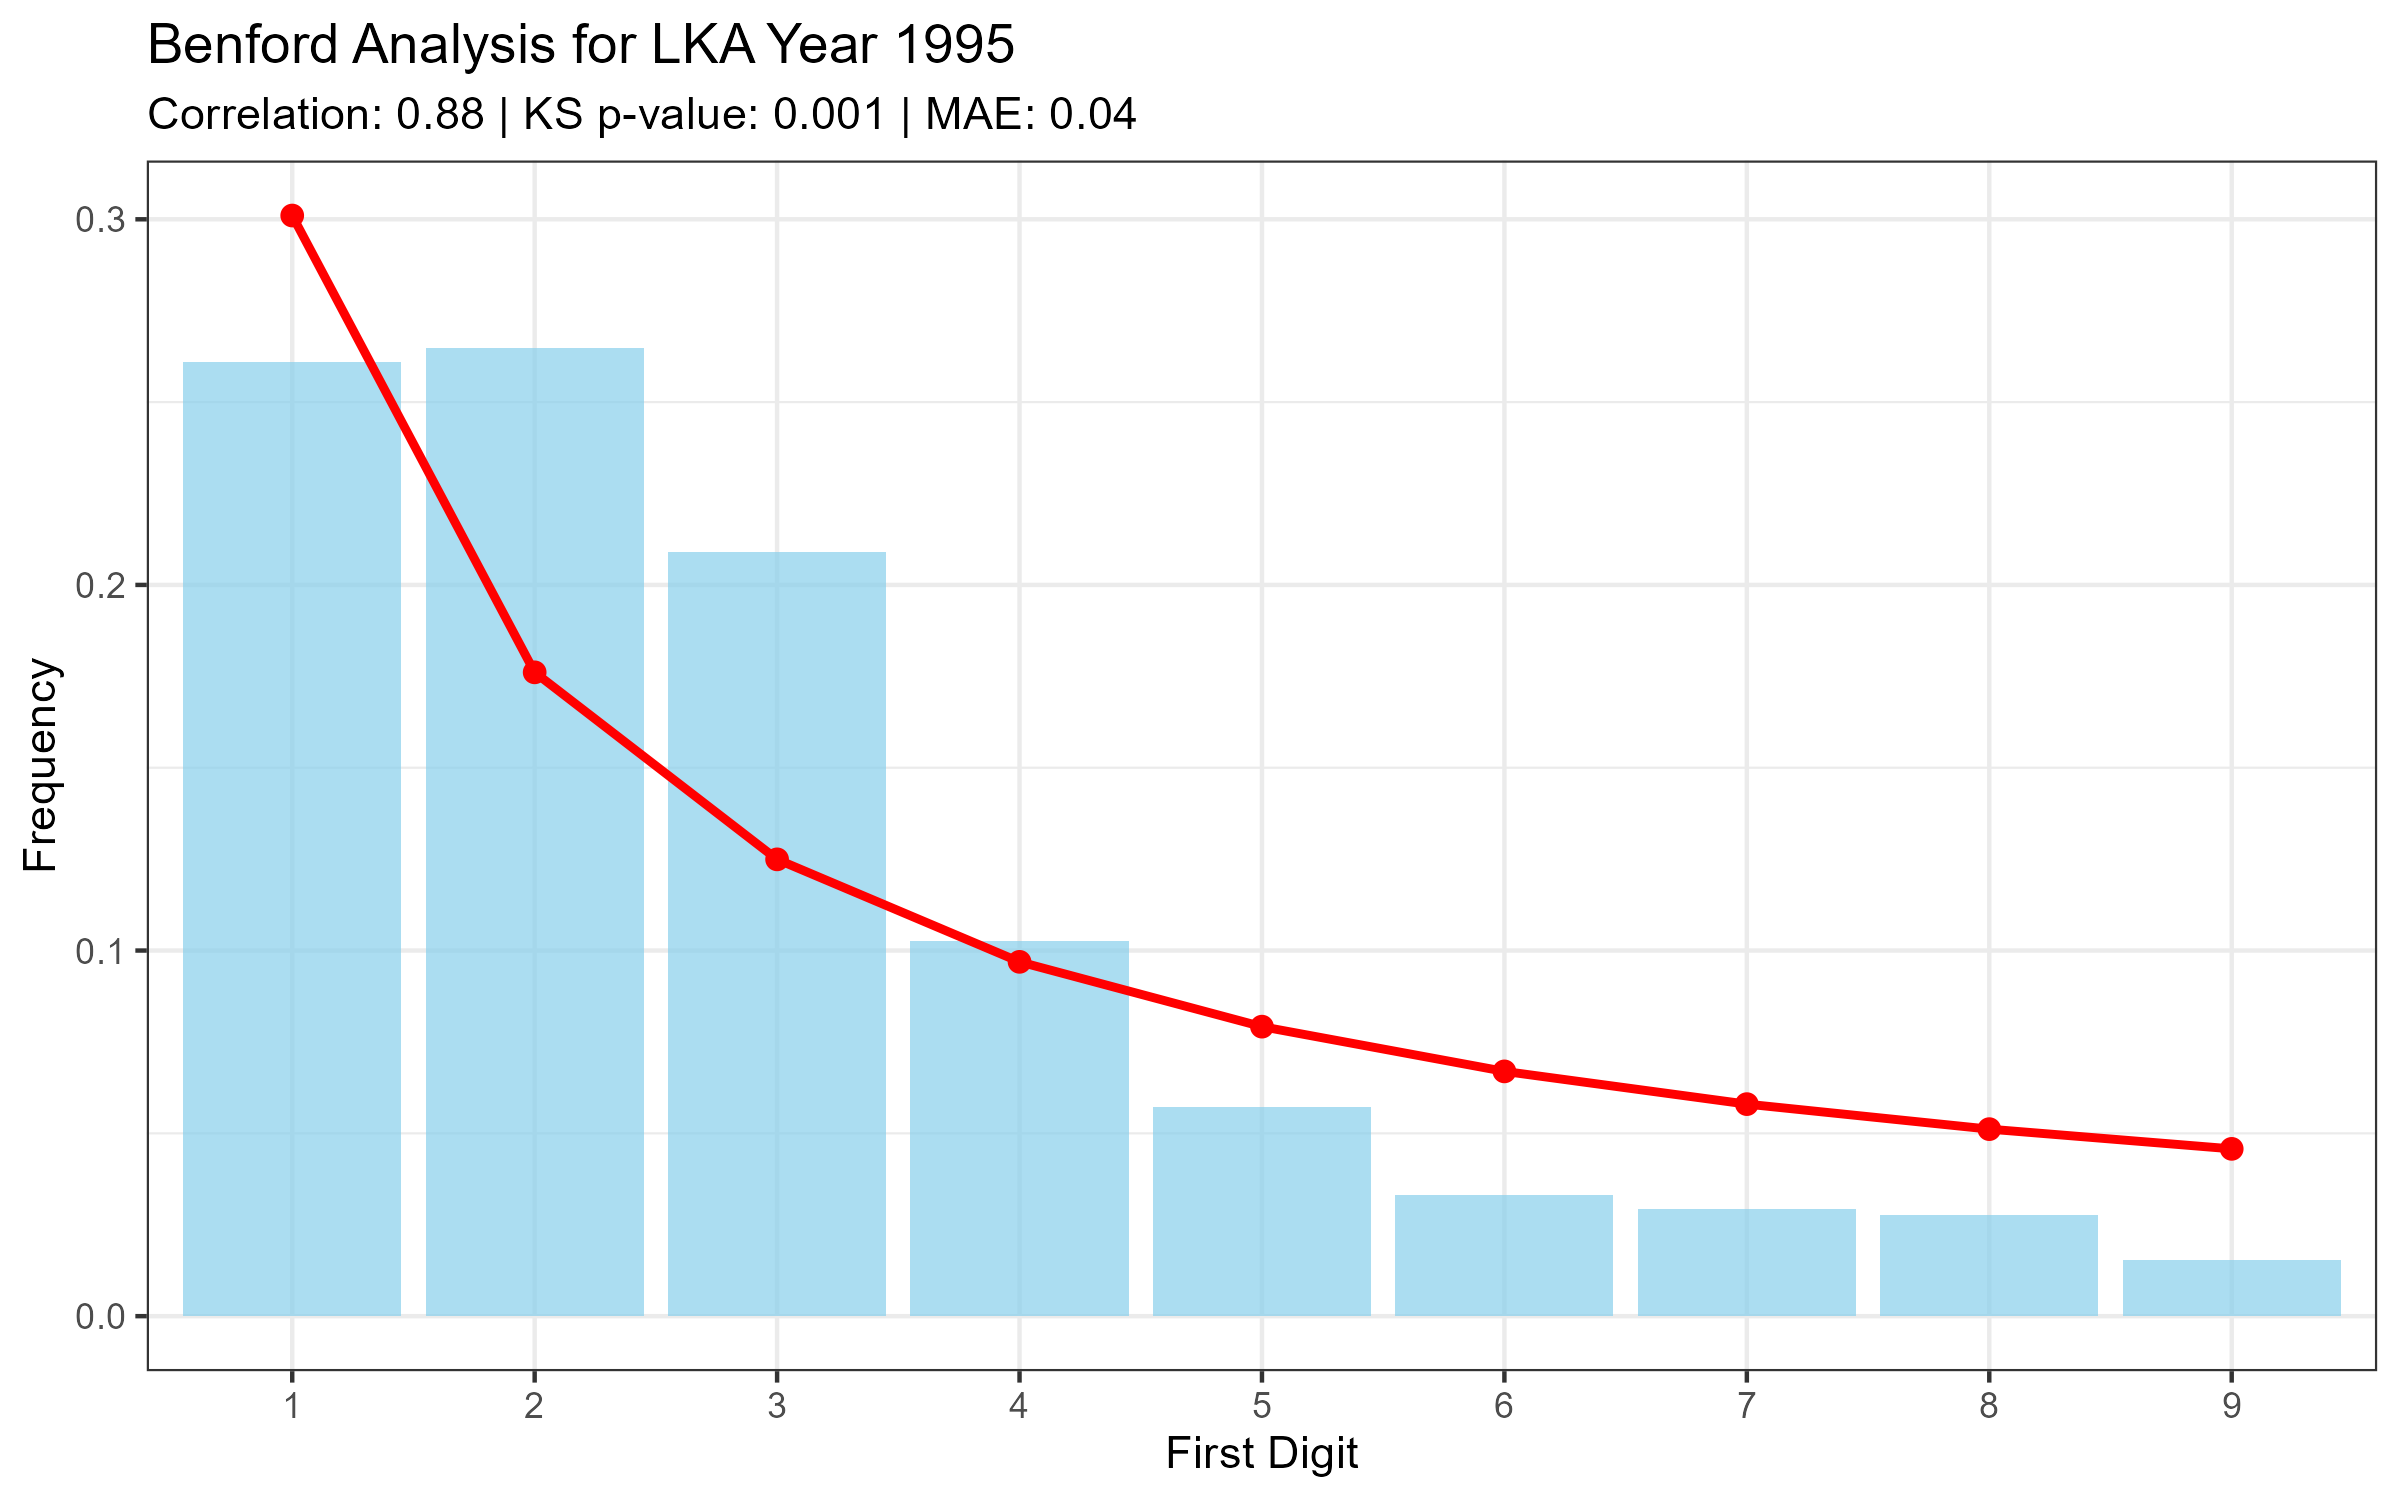 Benford Analysis for LKA Year 1995
Correlation: 0.88 | KS p-value: 0.001 | MAE: 0.04
Frequency
0.3
0.2
0.1
0.0
1 2 3 4 5 6 7 8 9
First Digit